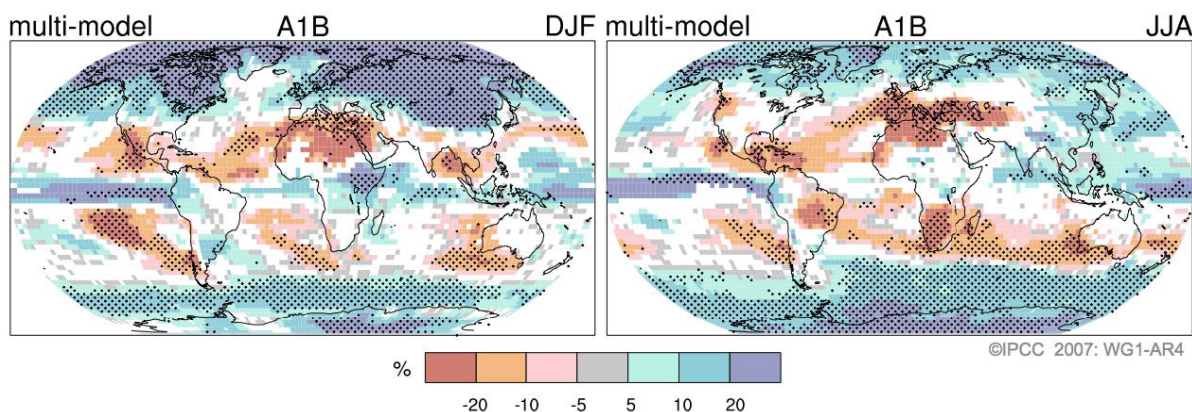 multi-model A1B DJF
multi-model A1B JJA
©IPCC 2007: WG1-AR4
%
-20 -10 -5 5 10 20